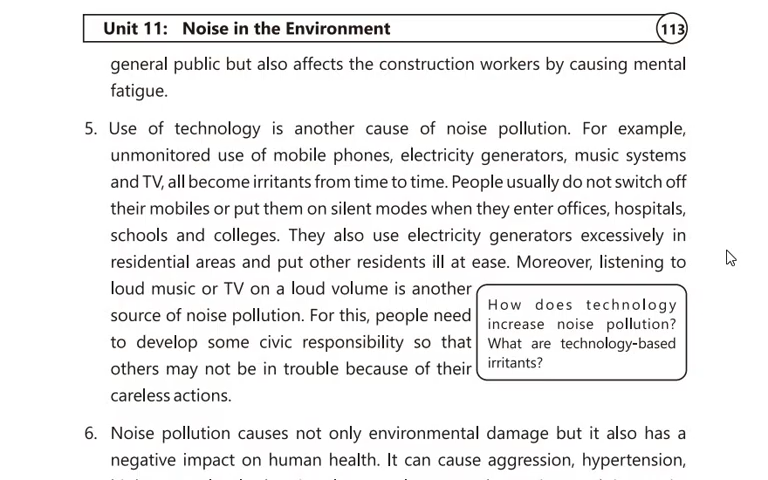 Unit 11: Noise in the Environment
113
general public but also affects the construction workers by causing mental
fatigue.
5. Use of technology is another cause of noise pollution. For example,
unmonitored use of mobile phones, electricity generators, music systems
and TV, all become irritants from time to time. People usually do not switch off
their mobiles or put them on silent modes when they enter offices, hospitals,
schools and colleges. They also use electricity generators excessively in
residential areas and put other residents ill at ease. Moreover, listening to
loud music or TV on a loud volume is another
source of noise pollution. For this, people need
to develop some civic responsibility so that
others may not be in trouble because of their
careless actions.
How does technology
increase noise pollution?
What are technology-based
irritants?
6. Noise pollution causes not only environmental damage but it also has a
negative impact on human health. It can cause aggression, hypertension,